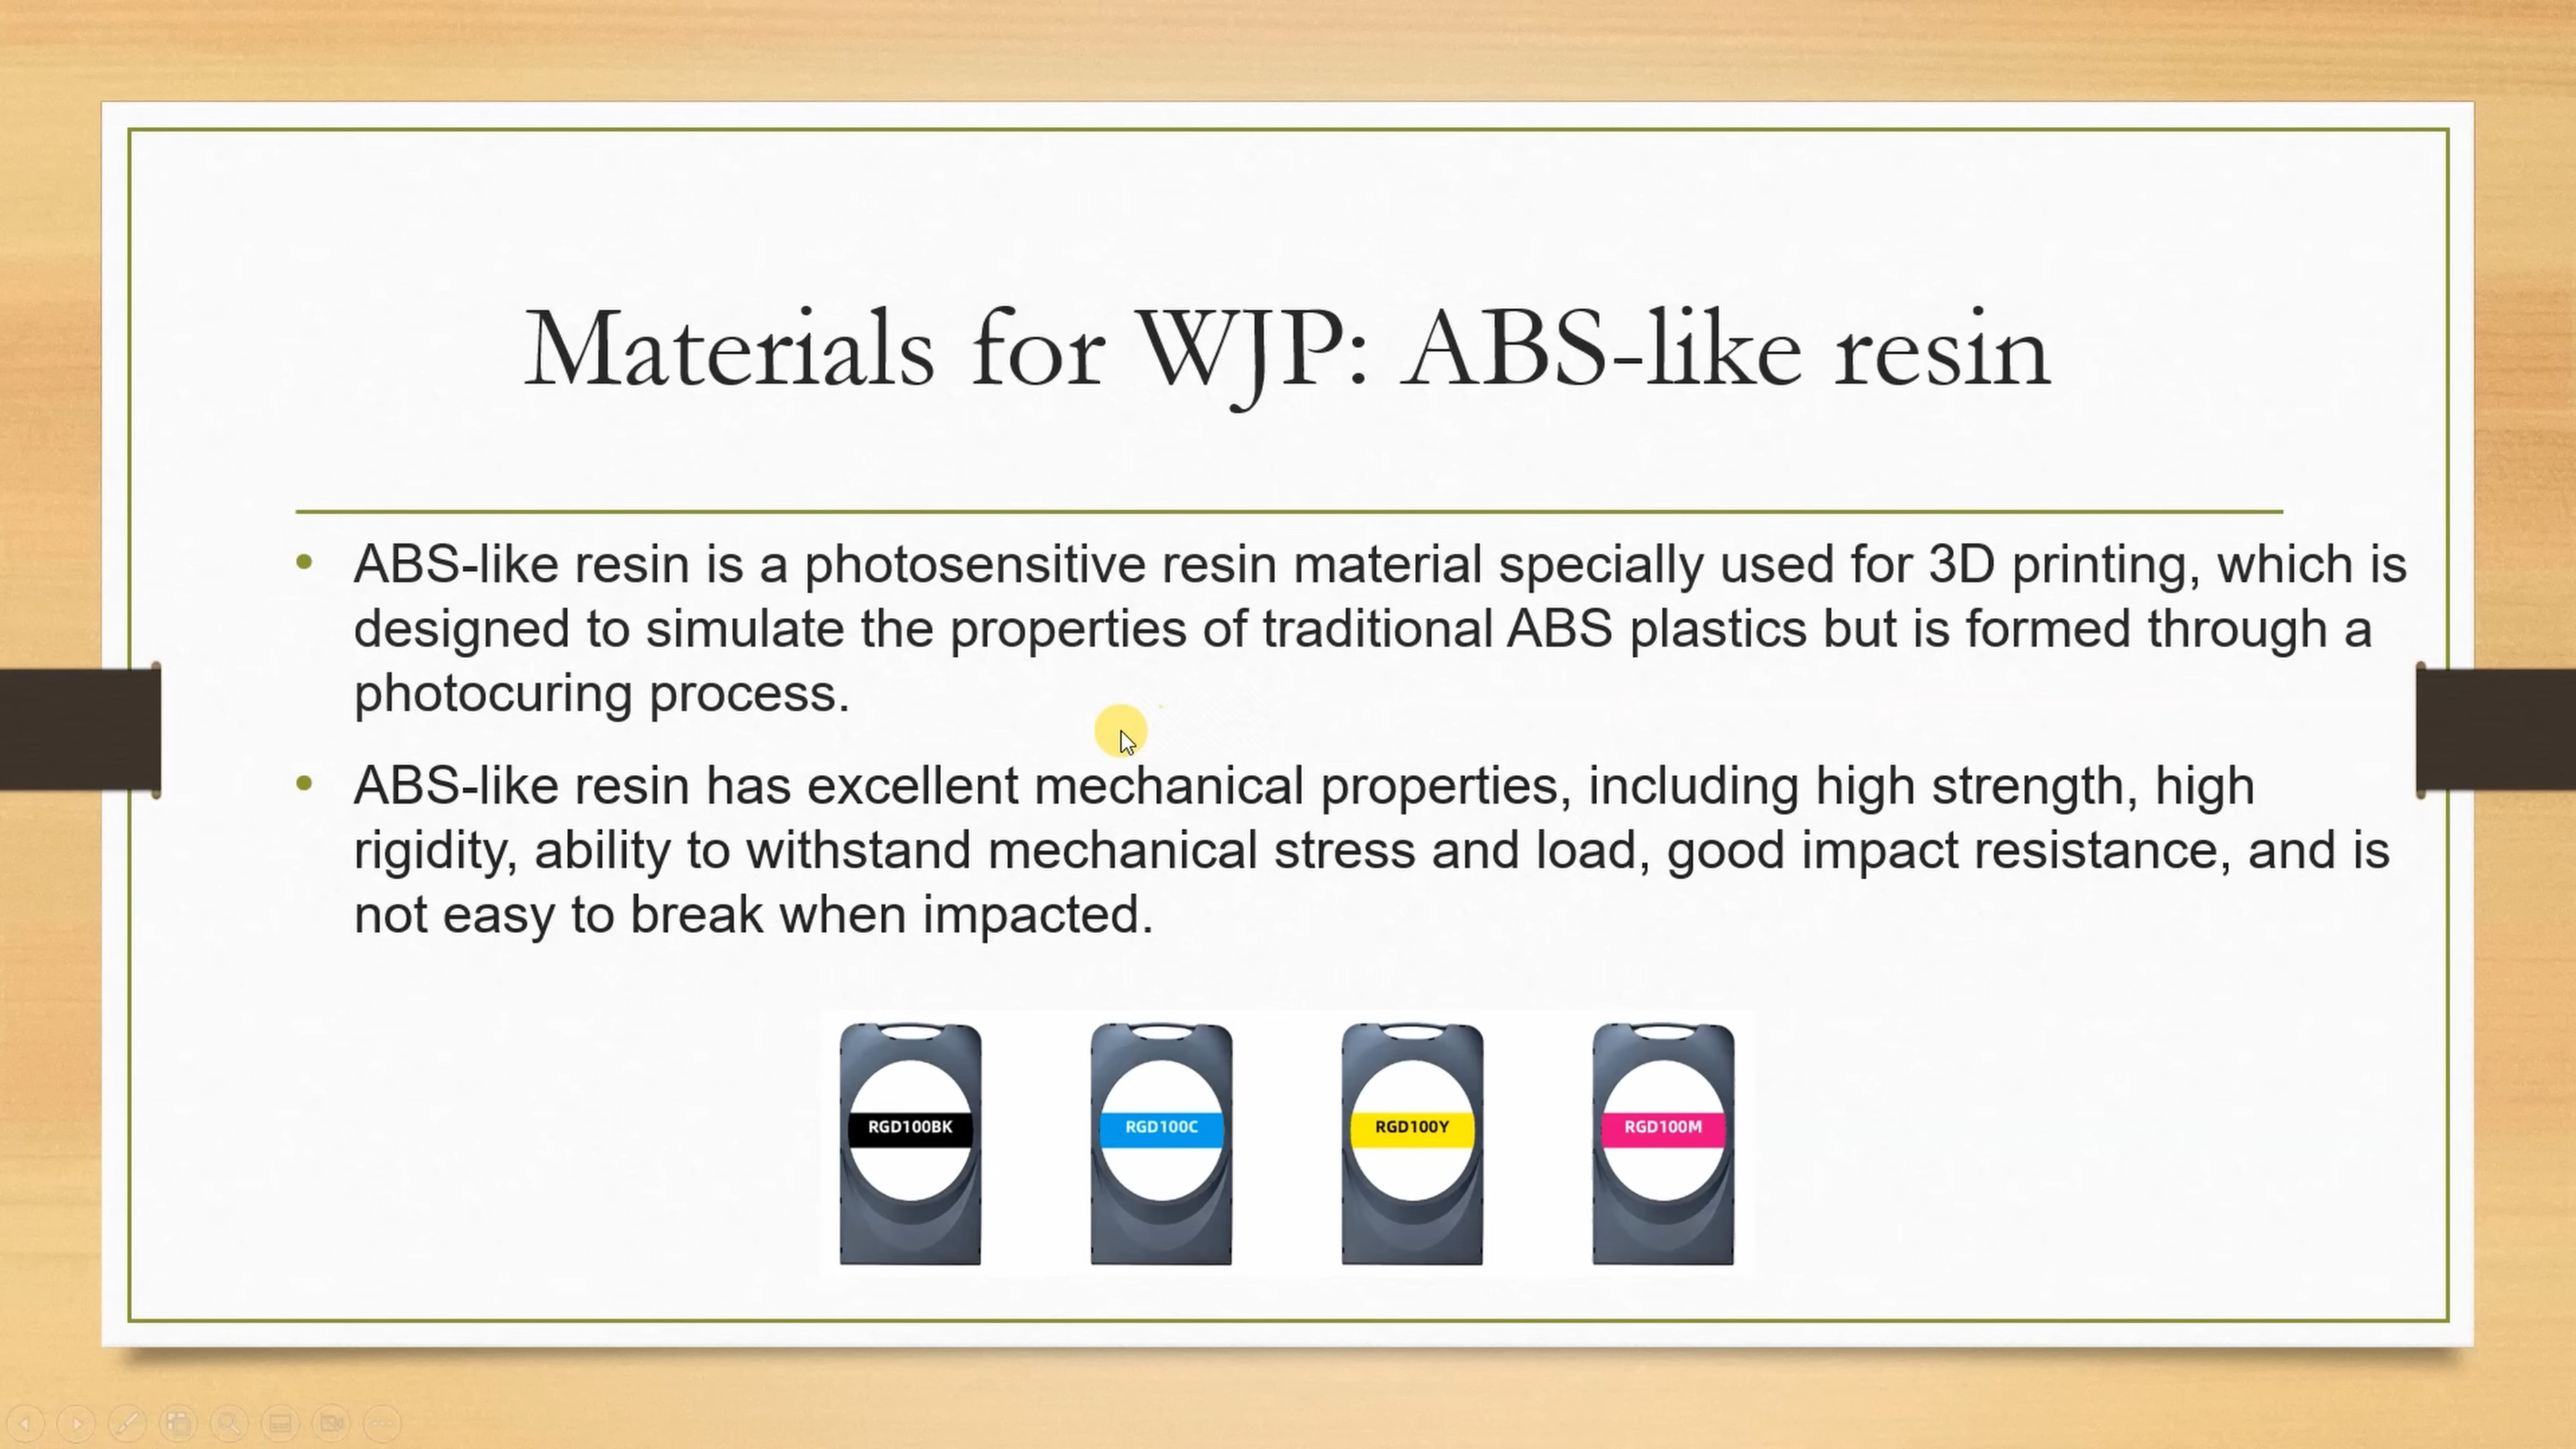 Materials for WJP: ABS-like resin
• ABS-like resin is a photosensitive resin material specially used for 3D printing, which is
designed to simulate the properties of traditional ABS plastics but is formed through a
photocuring process.
• ABS-like resin has excellent mechanical properties, including high strength, high
rigidity, ability to withstand mechanical stress and load, good impact resistance, and is
not easy to break when impacted.
RGD100BK
RGD100C
RGD100Y
RGD100M